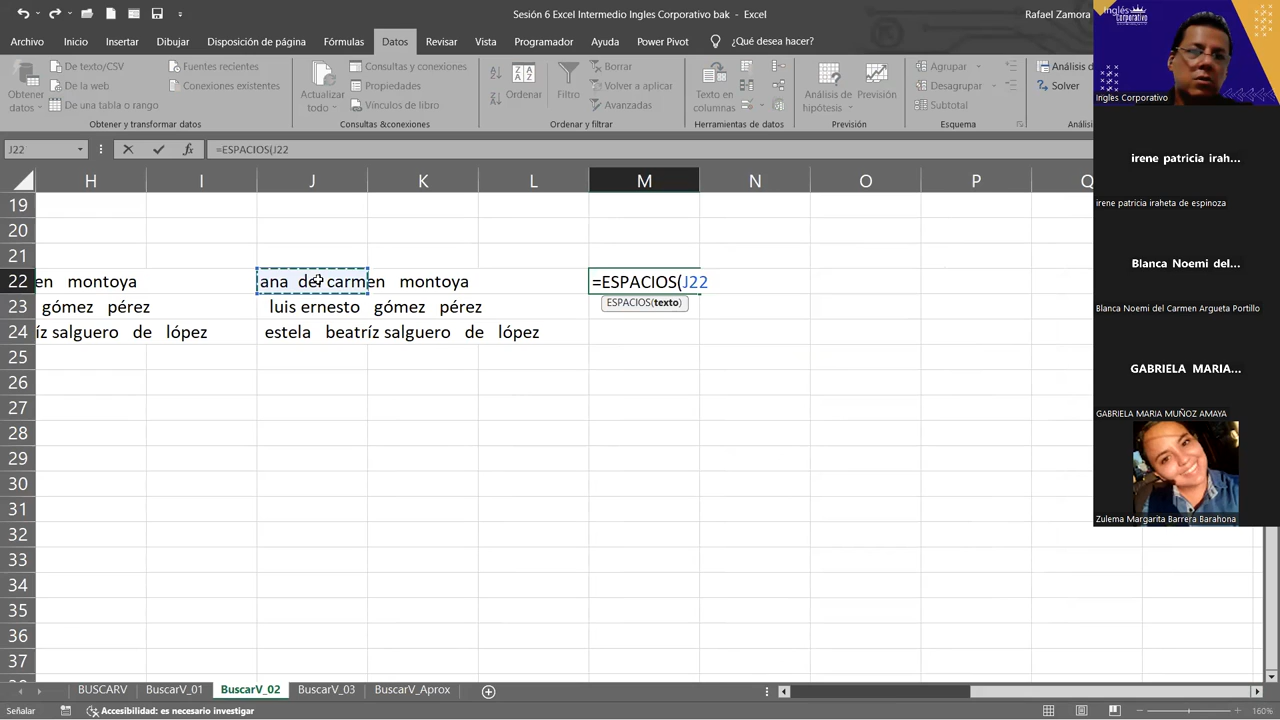 Sesión 6 Excel Intermedio Ingles Corporativo bak - Excel
Rafael Zamora
Archivo Inicio Insertar Dibujar Disposición de página Fórmulas Datos Revisar Vista Programador Ayuda Power Pivot ¿Qué desea hacer?
Obtener datos
De texto/CSV
De la web
De una tabla o rango
Fuentes recientes
Conexiones existentes
Obtener y transformar datos
Actualizar todo
Consultas y conexiones
Propiedades
Vínculos de libro
Consultas & conexiones
Ordenar
Filtro
Borrar
Volver a aplicar
Avanzadas
Ordenar y filtrar
Texto en columnas
Herramientas de datos
Análisis de hipótesis
Previsión
Previsión
Agrupar
Desagrupar
Subtotal
Esquema
Análisis d
Solver
Análisi
J22 =ESPACIOS(J22
H I J K L M N O P Q
19
20
21
22 en montoya ana del carmen montoya =ESPACIOS(J22
ESPACIOS(texto)
23 gómez pérez luis ernesto gómez pérez
24 íz salguero de lópez estela beatríz salguero de lópez
25
26
27
28
29
30
31
32
33
34
35
36
37
BUSCARV BuscarV_01 BuscarV_02 BuscarV_03 BuscarV_Aprox
Señalar Accesibilidad: es necesario investigar 160%
Inglés
Corporativo
Ingles Corporativo
irene patricia irah...
irene patricia iraheta de espinoza
Blanca Noemi del...
Blanca Noemi del Carmen Argueta Portillo
GABRIELA MARIA...
GABRIELA MARIA MUÑOZ AMAYA
Zulema Margarita Barrera Barahona